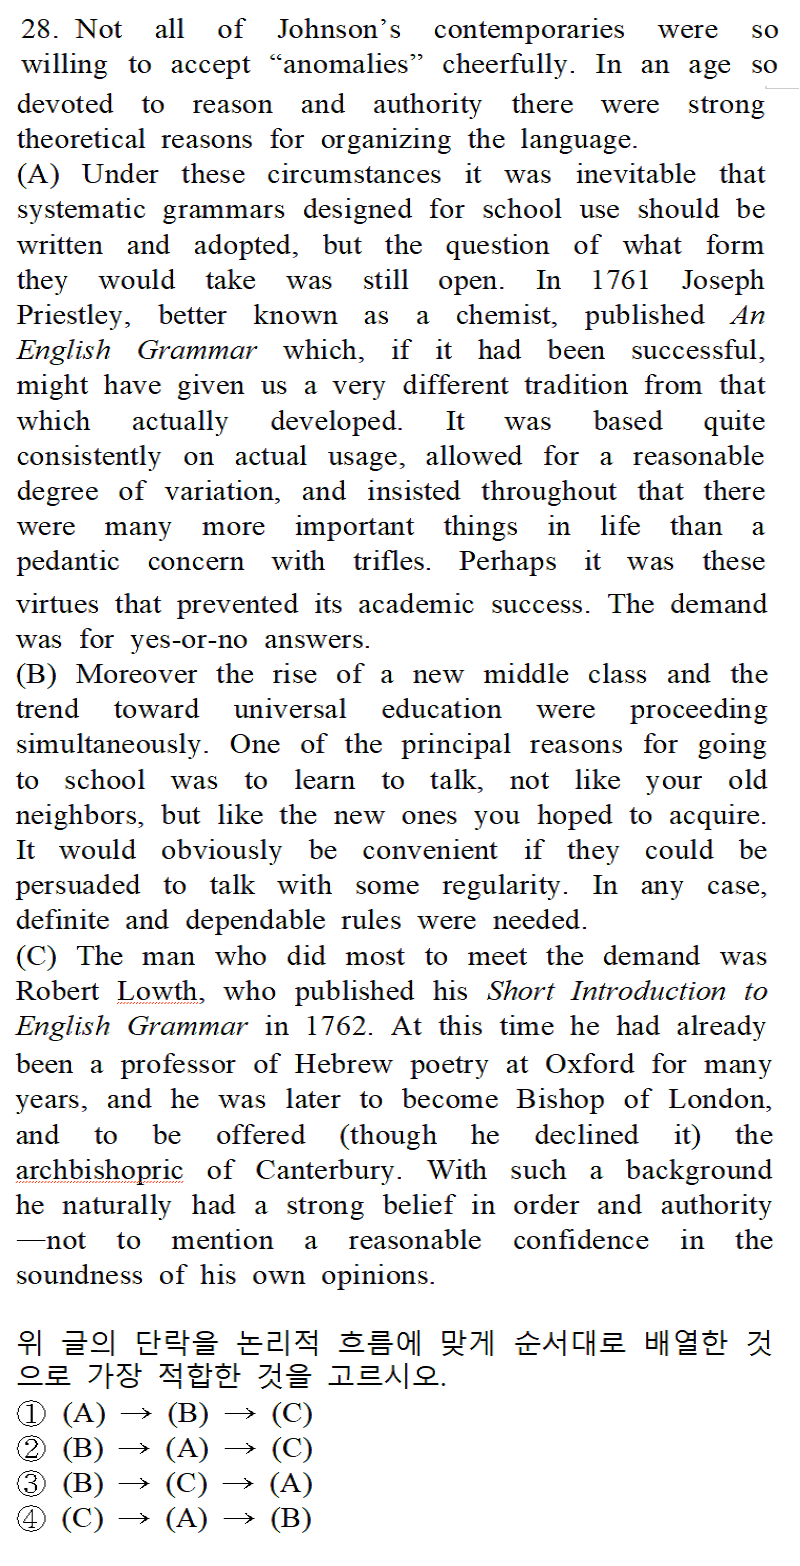 28. Not all of Johnson’s contemporaries were so
willing to accept “anomalies” cheerfully. In an age so
devoted to reason and authority there were strong
theoretical reasons for organizing the language.
(A) Under these circumstances it was inevitable that
systematic grammars designed for school use should be
written and adopted, but the question of what form
they would take was still open. In 1761 Joseph
Priestley, better known as a chemist, published An
English Grammar which, if it had been successful,
might have given us a very different tradition from that
which actually developed. It was based quite
consistently on actual usage, allowed for a reasonable
degree of variation, and insisted throughout that there
were many more important things in life than a
pedantic concern with trifles. Perhaps it was these
virtues that prevented its academic success. The demand
was for yes-or-no answers.
(B) Moreover the rise of a new middle class and the
trend toward universal education were proceeding
simultaneously. One of the principal reasons for going
to school was to learn to talk, not like your old
neighbors, but like the new ones you hoped to acquire.
It would obviously be convenient if they could be
persuaded to talk with some regularity. In any case,
definite and dependable rules were needed.
(C) The man who did most to meet the demand was
Robert Lowth, who published his Short Introduction to
English Grammar in 1762. At this time he had already
been a professor of Hebrew poetry at Oxford for many
years, and he was later to become Bishop of London,
and to be offered (though he declined it) the
archbishopric of Canterbury. With such a background
he naturally had a strong belief in order and authority
—not to mention a reasonable confidence in the
soundness of his own opinions.
위 글의 단락을 논리적 흐름에 맞게 순서대로 배열한 것
으로 가장 적합한 것을 고르시오.
① (A) → (B) → (C)
② (B) → (A) → (C)
③ (B) → (C) → (A)
④ (C) → (A) → (B)